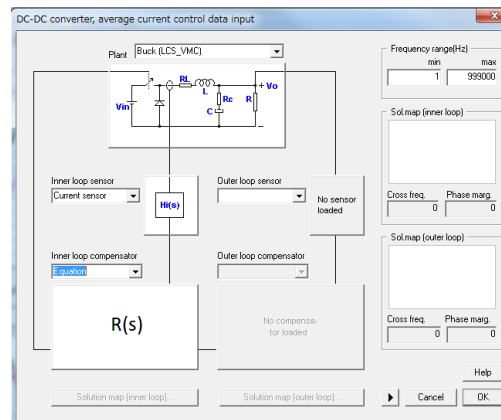 DC-DC converter, average current control data input
Plant Buck (LCS_VMC)
Vin
RL
L
Rc
C
R
+ Vo
-
Inner loop sensor
Current sensor
Hi(s)
Outer loop sensor
No sensor
loaded
Inner loop compensator
Equation
R(s)
Outer loop compensator
No compensa-
tor loaded
Solution map (inner loop)...
Solution map (outer loop)...
Frequency range(Hz)
min max
1 999000
Sol.map (inner loop)
Cross freq. Phase marg.
0 0
Sol.map (outer loop)
Cross freq. Phase marg.
0 0
Help
Cancel OK